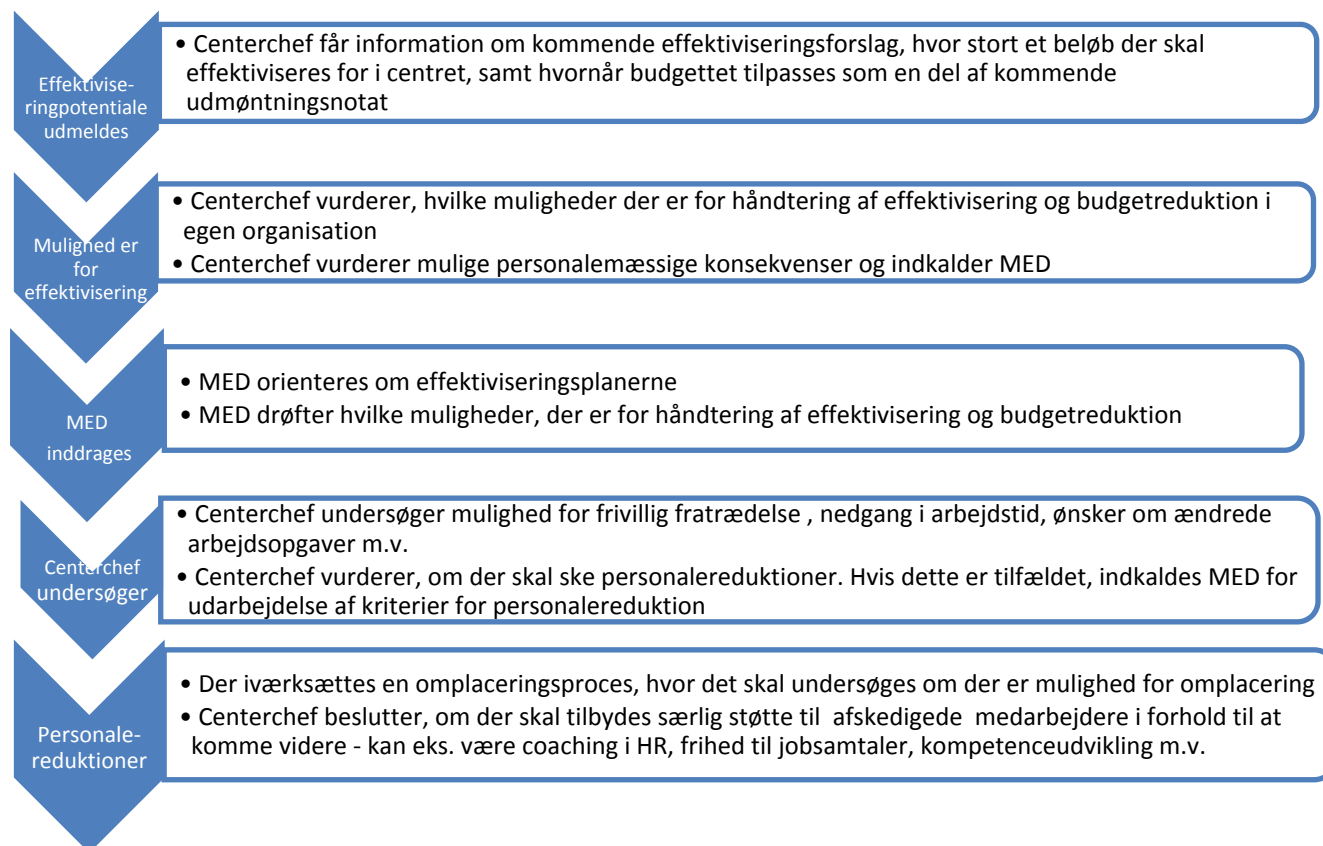 Effektivise-
ringpotentiale
udmeldes
• Centerchef får information om kommende effektiviseringsforslag, hvor stort et beløb der skal
effektiviseres for i centret, samt hvornår budgettet tilpasses som en del af kommende
udmøntningsnotat
Mulighed er
for
effektivisering
• Centerchef vurderer, hvilke muligheder der er for håndtering af effektivisering og budgetreduktion i
egen organisation
• Centerchef vurderer mulige personalemæssige konsekvenser og indkalder MED
MED
inddrages
• MED orienteres om effektiviseringsplanerne
• MED drøfter hvilke muligheder, der er for håndtering af effektivisering og budgetreduktion
Centerchef
undersøger
• Centerchef undersøger mulighed for frivillig fratrædelse , nedgang i arbejdstid, ønsker om ændrede
arbejdsopgaver m.v.
• Centerchef vurderer, om der skal ske personalereduktioner. Hvis dette er tilfældet, indkaldes MED for
udarbejdelse af kriterier for personalereduktion
Personale-
reduktioner
• Der iværksættes en omplaceringsproces, hvor det skal undersøges om der er mulighed for omplacering
• Centerchef beslutter, om der skal tilbydes særlig støtte til afskedigede medarbejdere i forhold til at
komme videre - kan eks. være coaching i HR, frihed til jobsamtaler, kompetenceudvikling m.v.